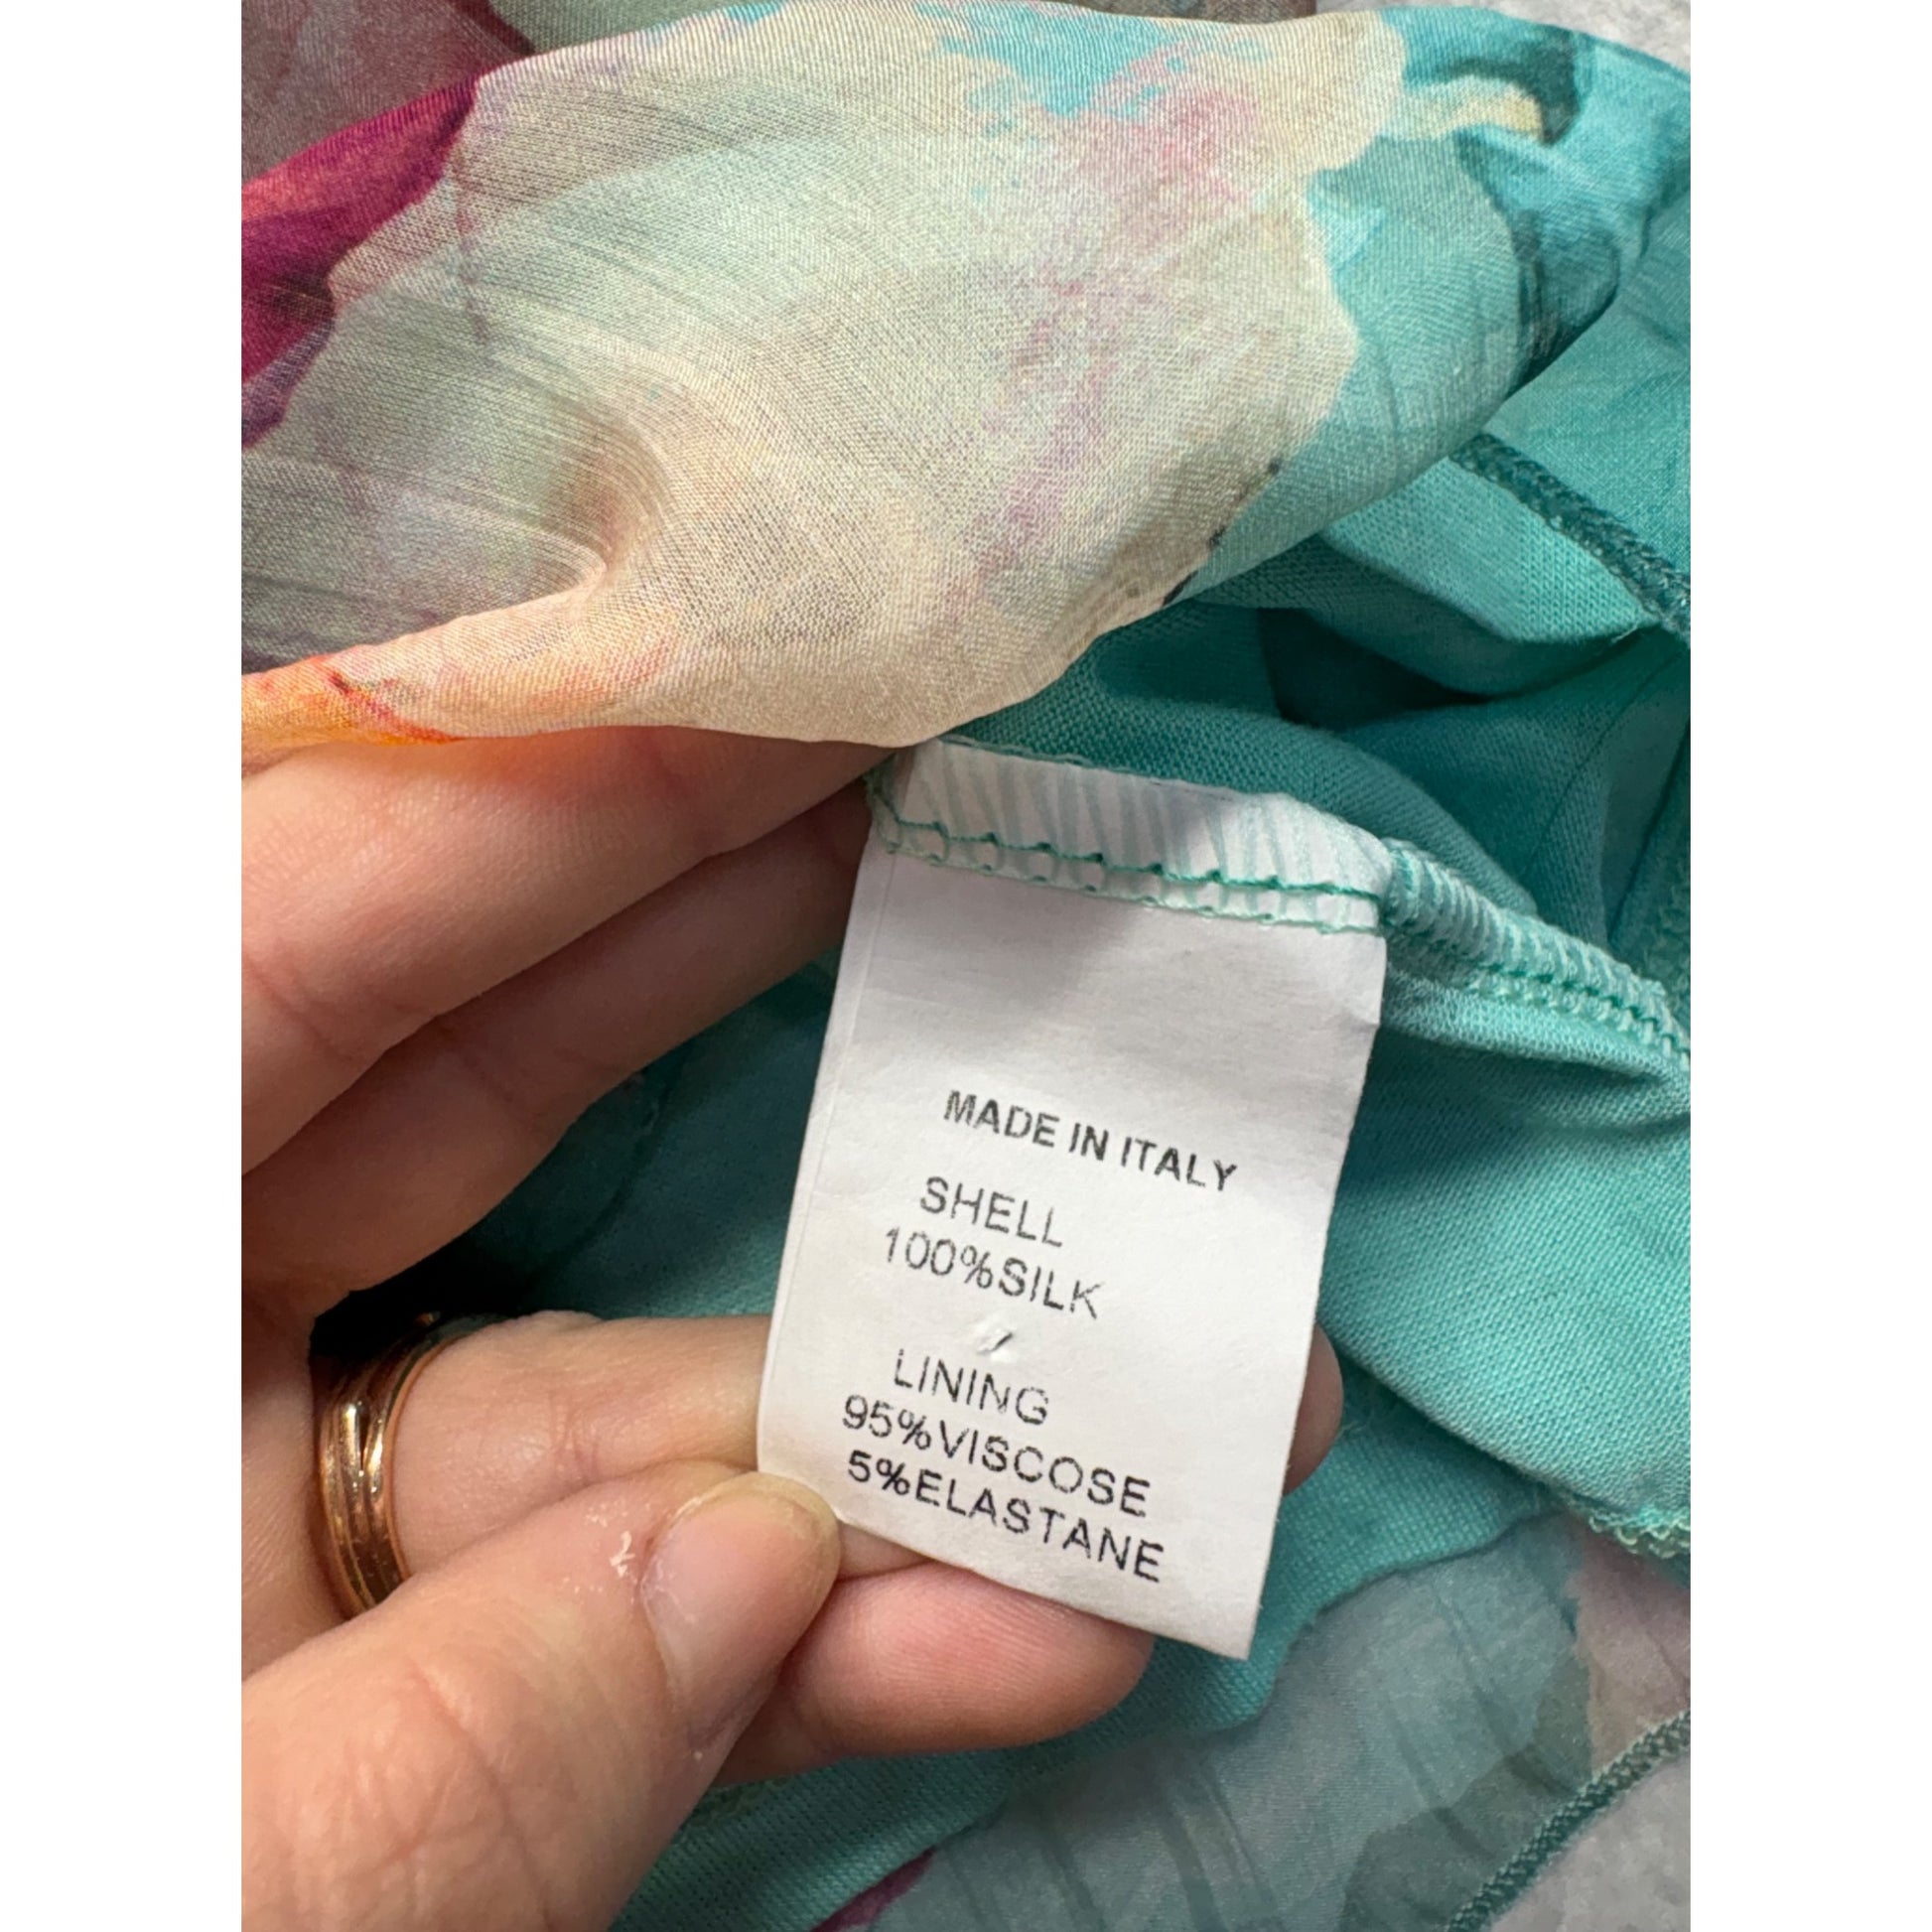 MADE IN ITALY
SHELL
100%SILK
LINING
95%VISCOSE
5%ELASTANE